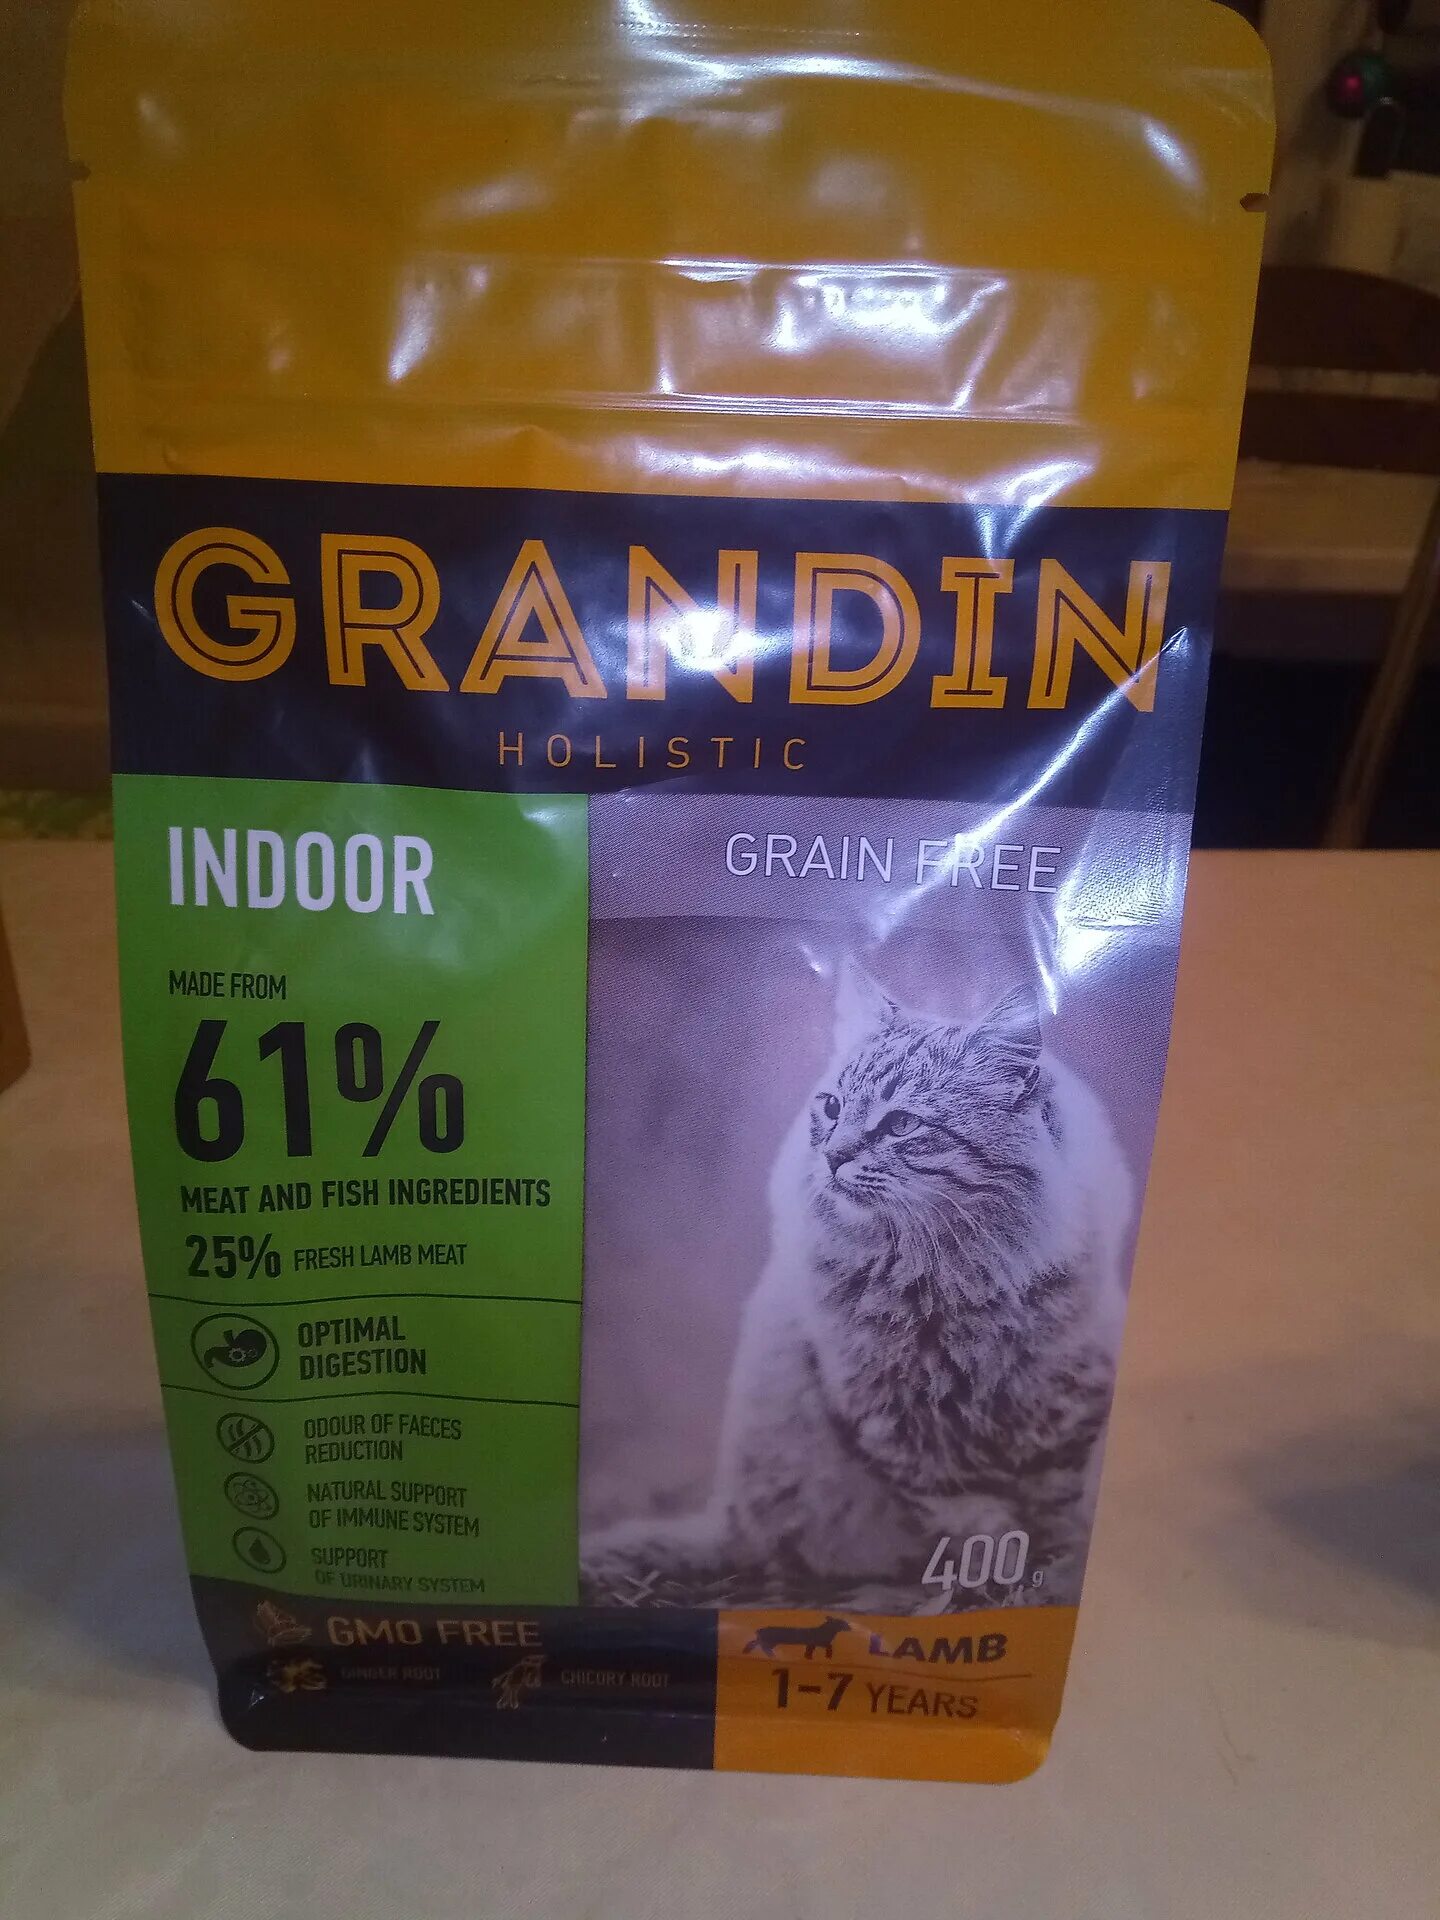 GRANDIN
HOLISTIC
INDOOR
GRAIN FREE
MADE FROM
61%
MEAT AND FISH INGREDIENTS
25% FRESH LAMB MEAT
OPTIMAL
DIGESTION
ODOUR OF FAECES
REDUCTION
NATURAL SUPPORT
OF IMMUNE SYSTEM
SUPPORT
OF URINARY SYSTEM
400 g
GMO FREE
GINGER ROOT
CHICORY ROOT
LAMB
1-7 YEARS